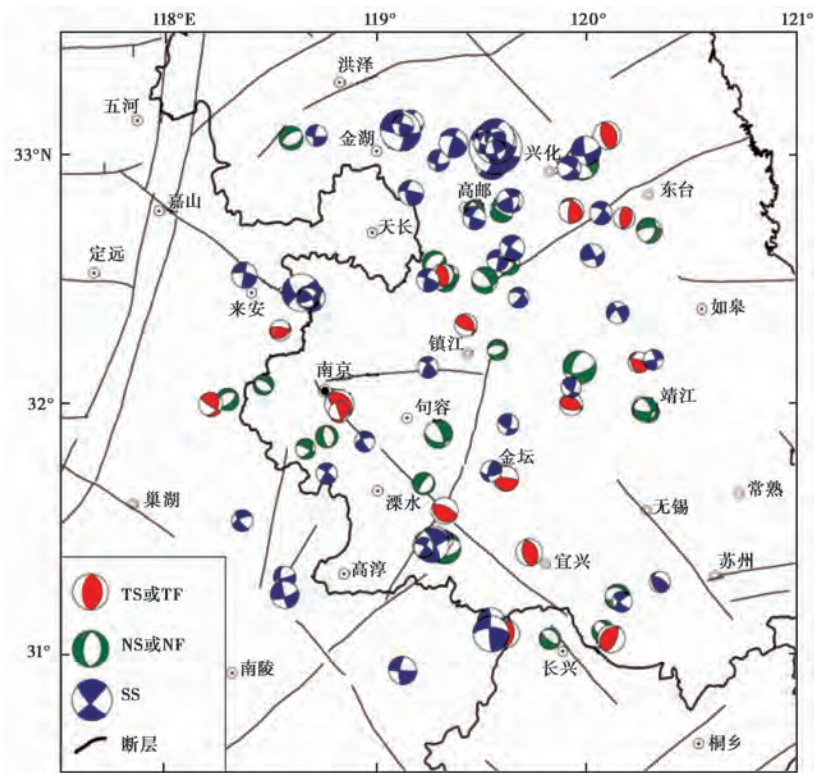 118°E
119°
120°
121°
33°N
32°
31°
洪泽
五河
金湖
兴化
嘉山
高邮
东台
天长
定远
来安
如皋
镇江
南京
句容
靖江
金坛
常熟
巢湖
溧水
无锡
宜兴
苏州
高淳
长兴
南陵
桐乡
TS或TF
NS或NF
SS
断层